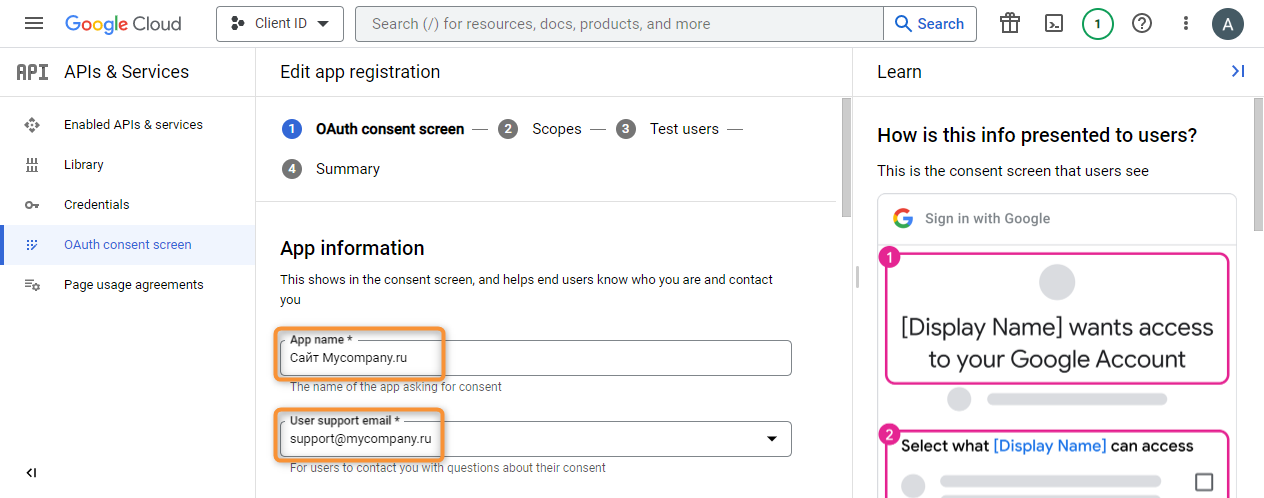 Google Cloud
Client ID
Search (/) for resources, docs, products, and more
Search
1
A
API
APIs & Services
Enabled APIs & services
Library
Credentials
OAuth consent screen
Page usage agreements
Edit app registration
1 OAuth consent screen — 2 Scopes — 3 Test users —
4 Summary
App information
This shows in the consent screen, and helps end users know who you are and contact
you
App name *
Сайт Mycompany.ru
The name of the app asking for consent
User support email *
support@mycompany.ru
For users to contact you with questions about their consent
Learn
How is this info presented to users?
This is the consent screen that users see
Sign in with Google
1
[Display Name] wants access
to your Google Account
2
Select what [Display Name] can access